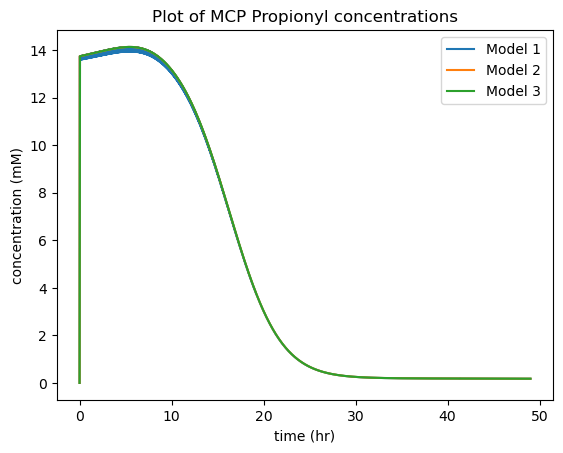 Plot of MCP Propionyl concentrations
Model 1
Model 2
Model 3
concentration (mM)
14
12
10
8
6
4
2
0
0 10 20 30 40 50
time (hr)